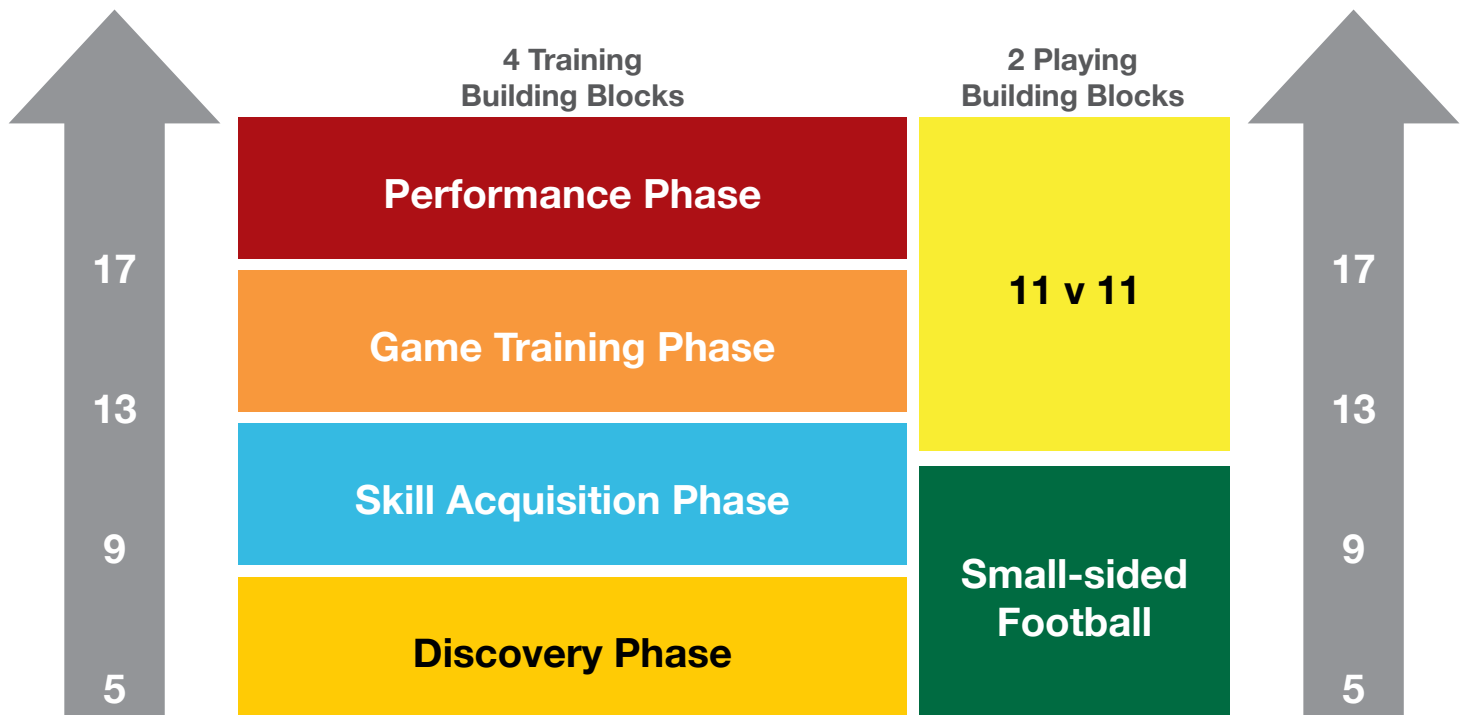 4 Training
Building Blocks
2 Playing
Building Blocks
Performance Phase
Game Training Phase
Skill Acquisition Phase
Discovery Phase
11 v 11
Small-sided
Football
17
13
9
5
17
13
9
5